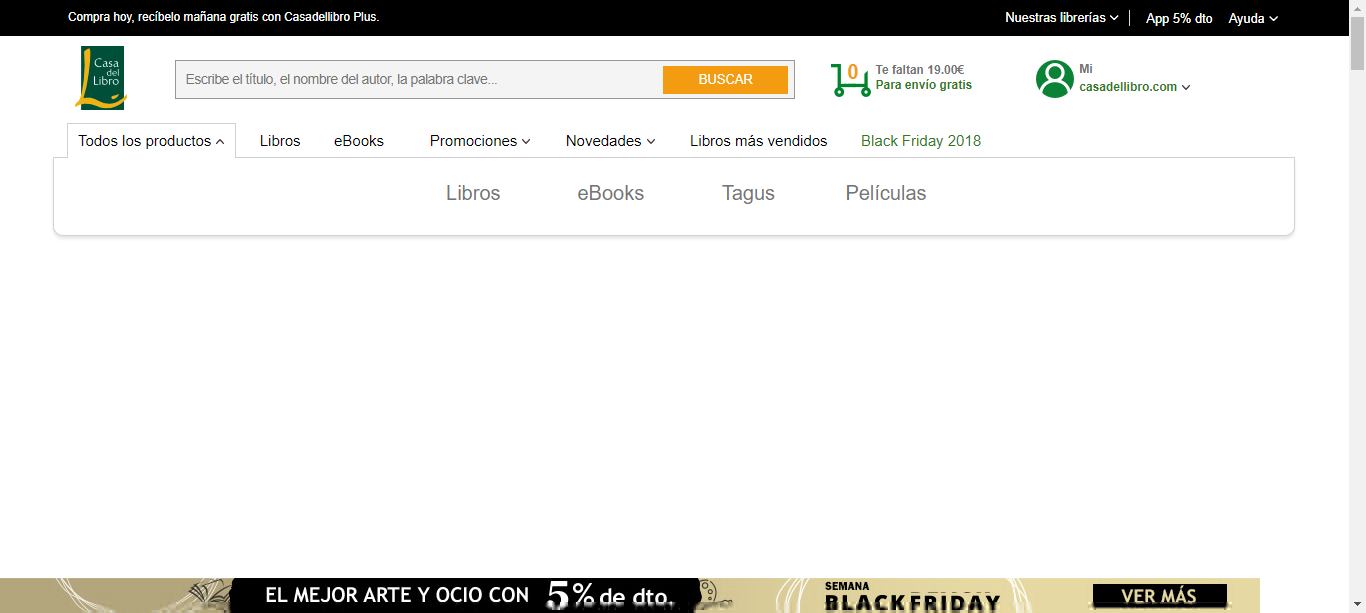 Compra hoy, recíbelo mañana gratis con Casadellibro Plus.
Nuestras librerías
App 5% dto
Ayuda
Casa
del
Libro
Escribe el título, el nombre del autor, la palabra clave...
BUSCAR
0
Te faltan 19.00€
Para envío gratis
Mi
casadellibro.com
Todos los productos
Libros
eBooks
Promociones
Novedades
Libros más vendidos
Black Friday 2018
Libros
eBooks
Tagus
Películas
EL MEJOR ARTE Y OCIO CON 5% de dto.
SEMANA
BLACK FRIDAY
VER MÁS